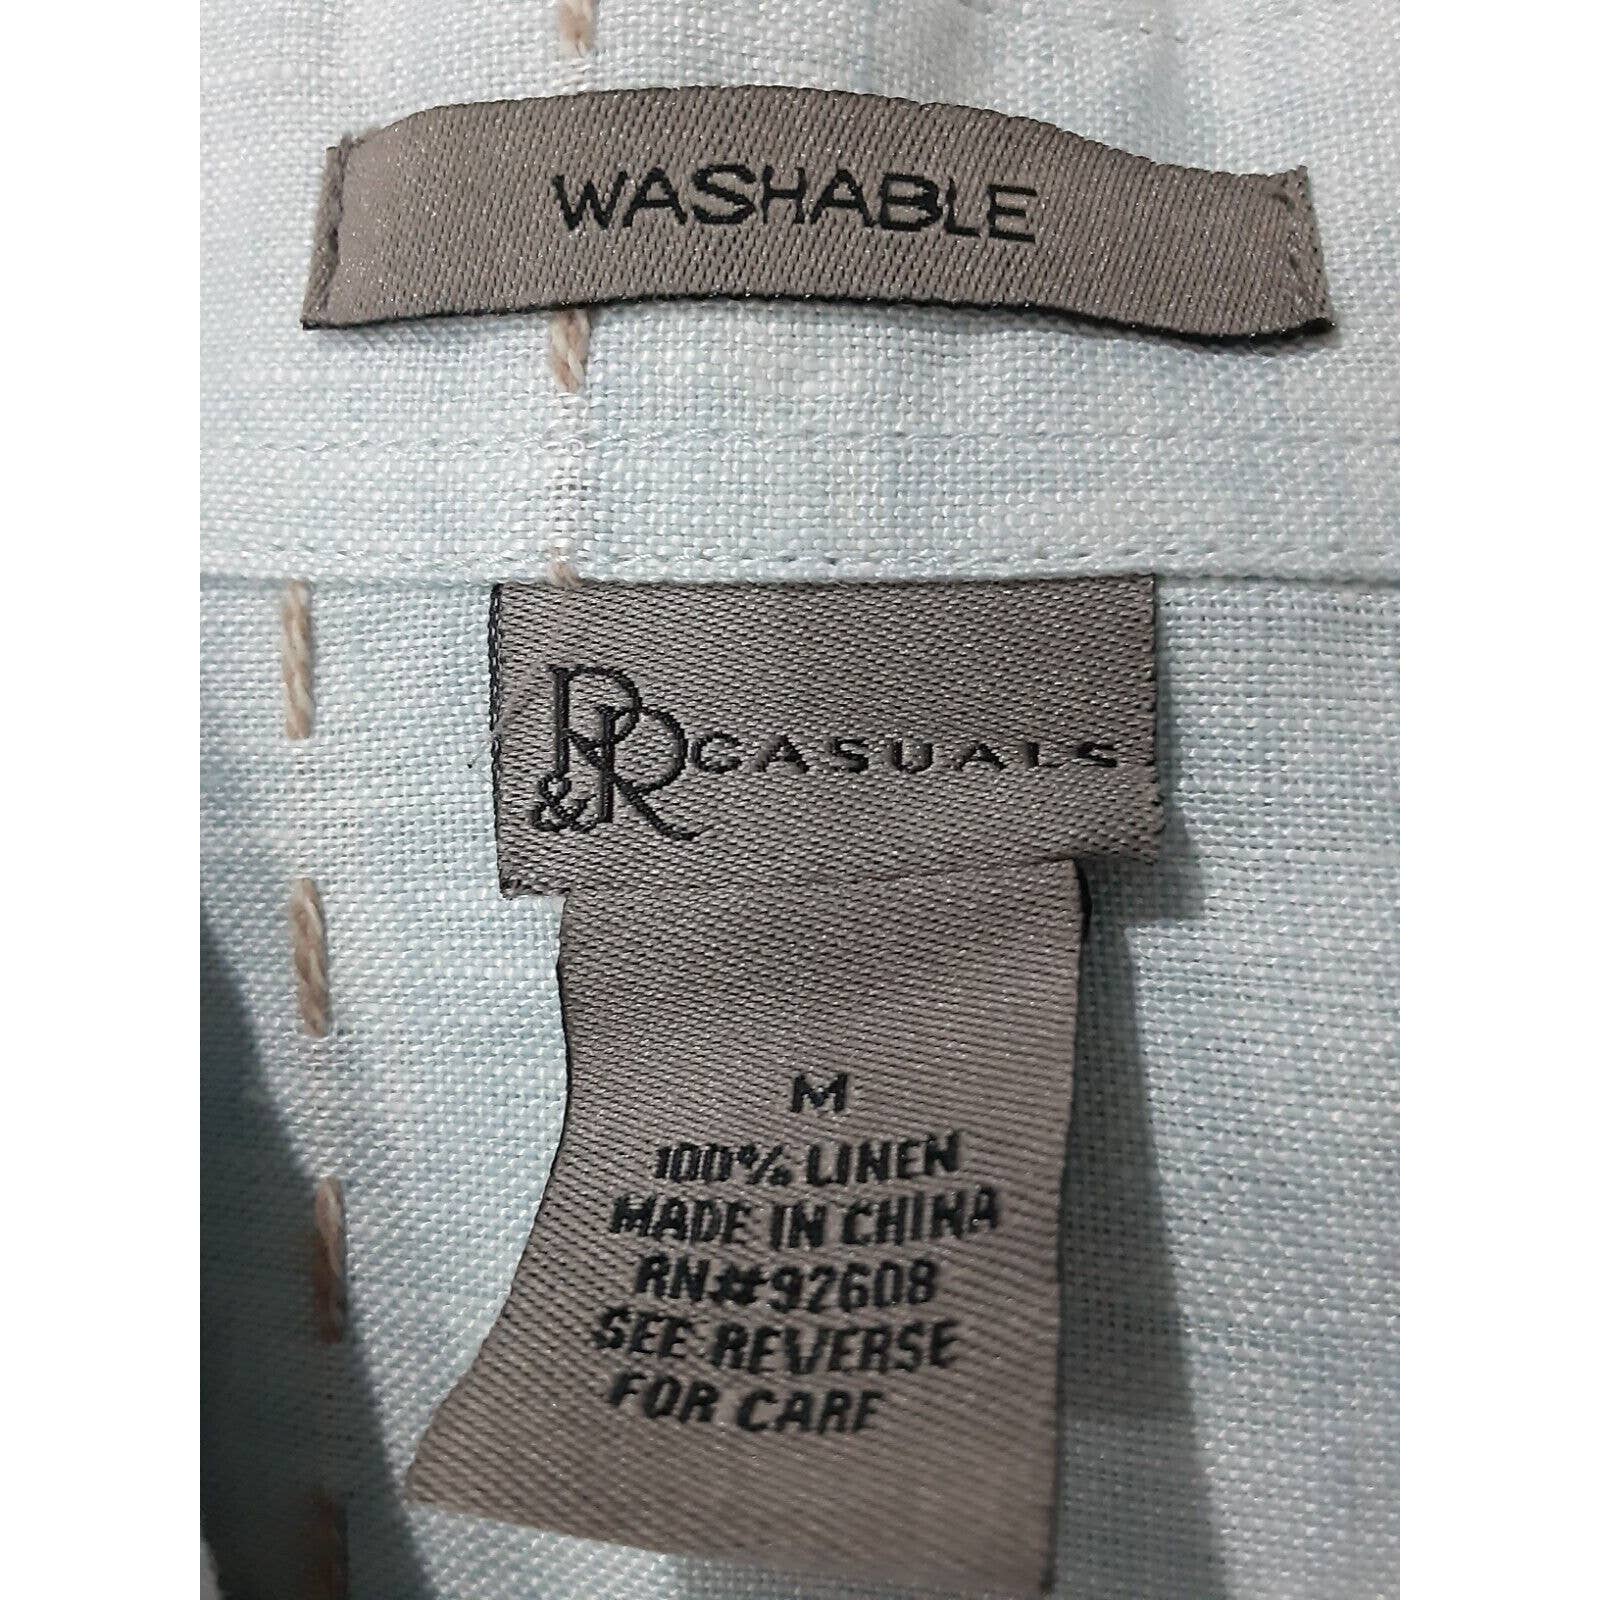 WASHABLE
R&R CASUALS
M
100% LINEN
MADE IN CHINA
RN#92608
SEE REVERSE
FOR CARE